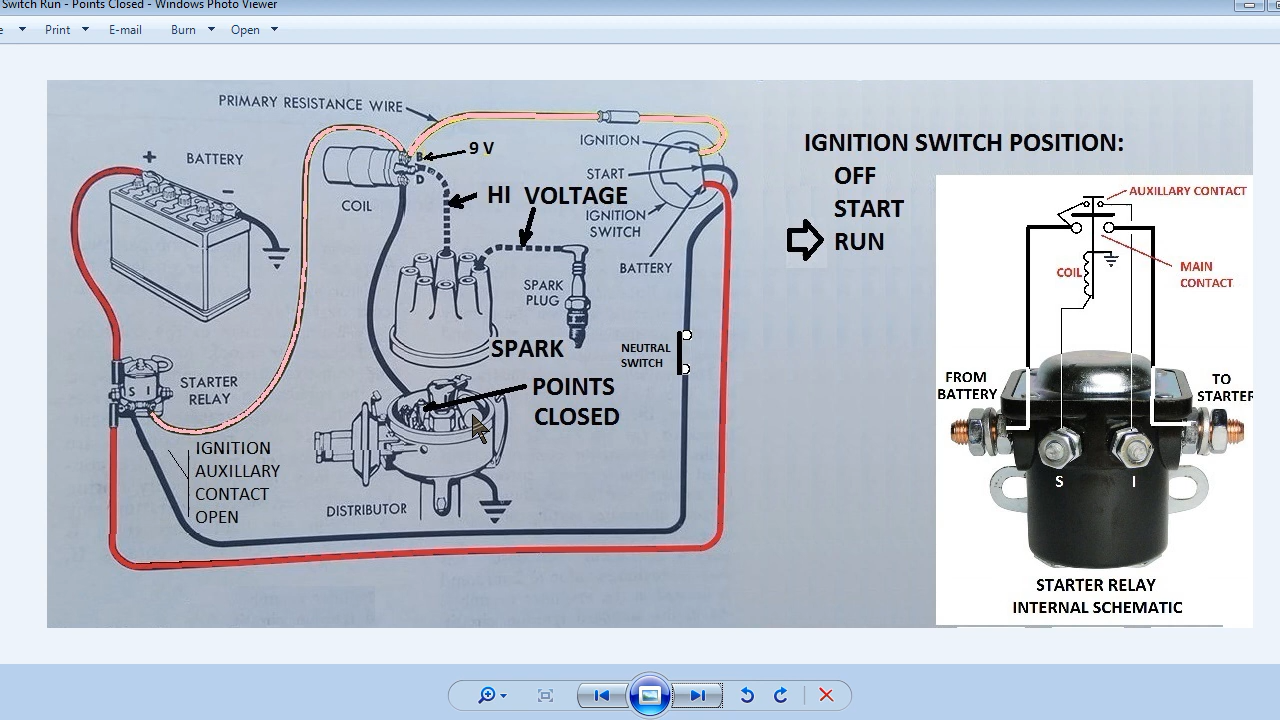 Switch Run - Points Closed - Windows Photo Viewer
Print
E-mail
Burn
Open
PRIMARY RESISTANCE WIRE
+
BATTERY
-
COIL
B
D
9 V
HI VOLTAGE
IGNITION
START
IGNITION
SWITCH
BATTERY
SPARK
PLUG
SPARK
POINTS
CLOSED
NEUTRAL
SWITCH
S I
STARTER
RELAY
IGNITION
AUXILLARY
CONTACT
OPEN
DISTRIBUTOR
IGNITION SWITCH POSITION:
OFF
START
RUN
AUXILLARY CONTACT
COIL
MAIN
CONTACT
FROM
BATTERY
TO
STARTER
S
I
STARTER RELAY
INTERNAL SCHEMATIC